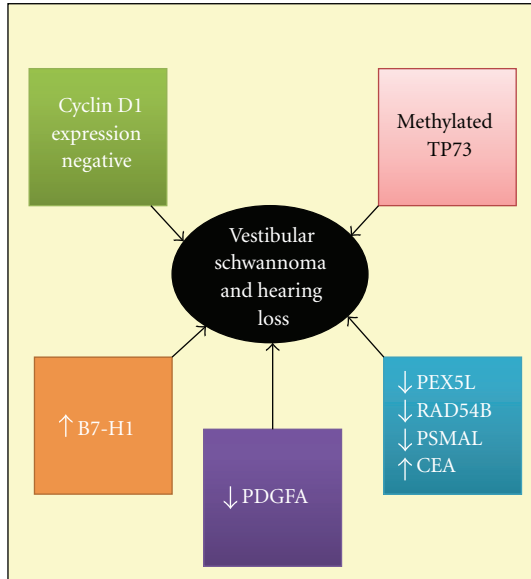 Cyclin D1
expression
negative
Methylated
TP73
Vestibular
schwannoma
and hearing
loss
↑ B7-H1
↓ PDGFA
↓ PEX5L
↓ RAD54B
↓ PSMAL
↑ CEA